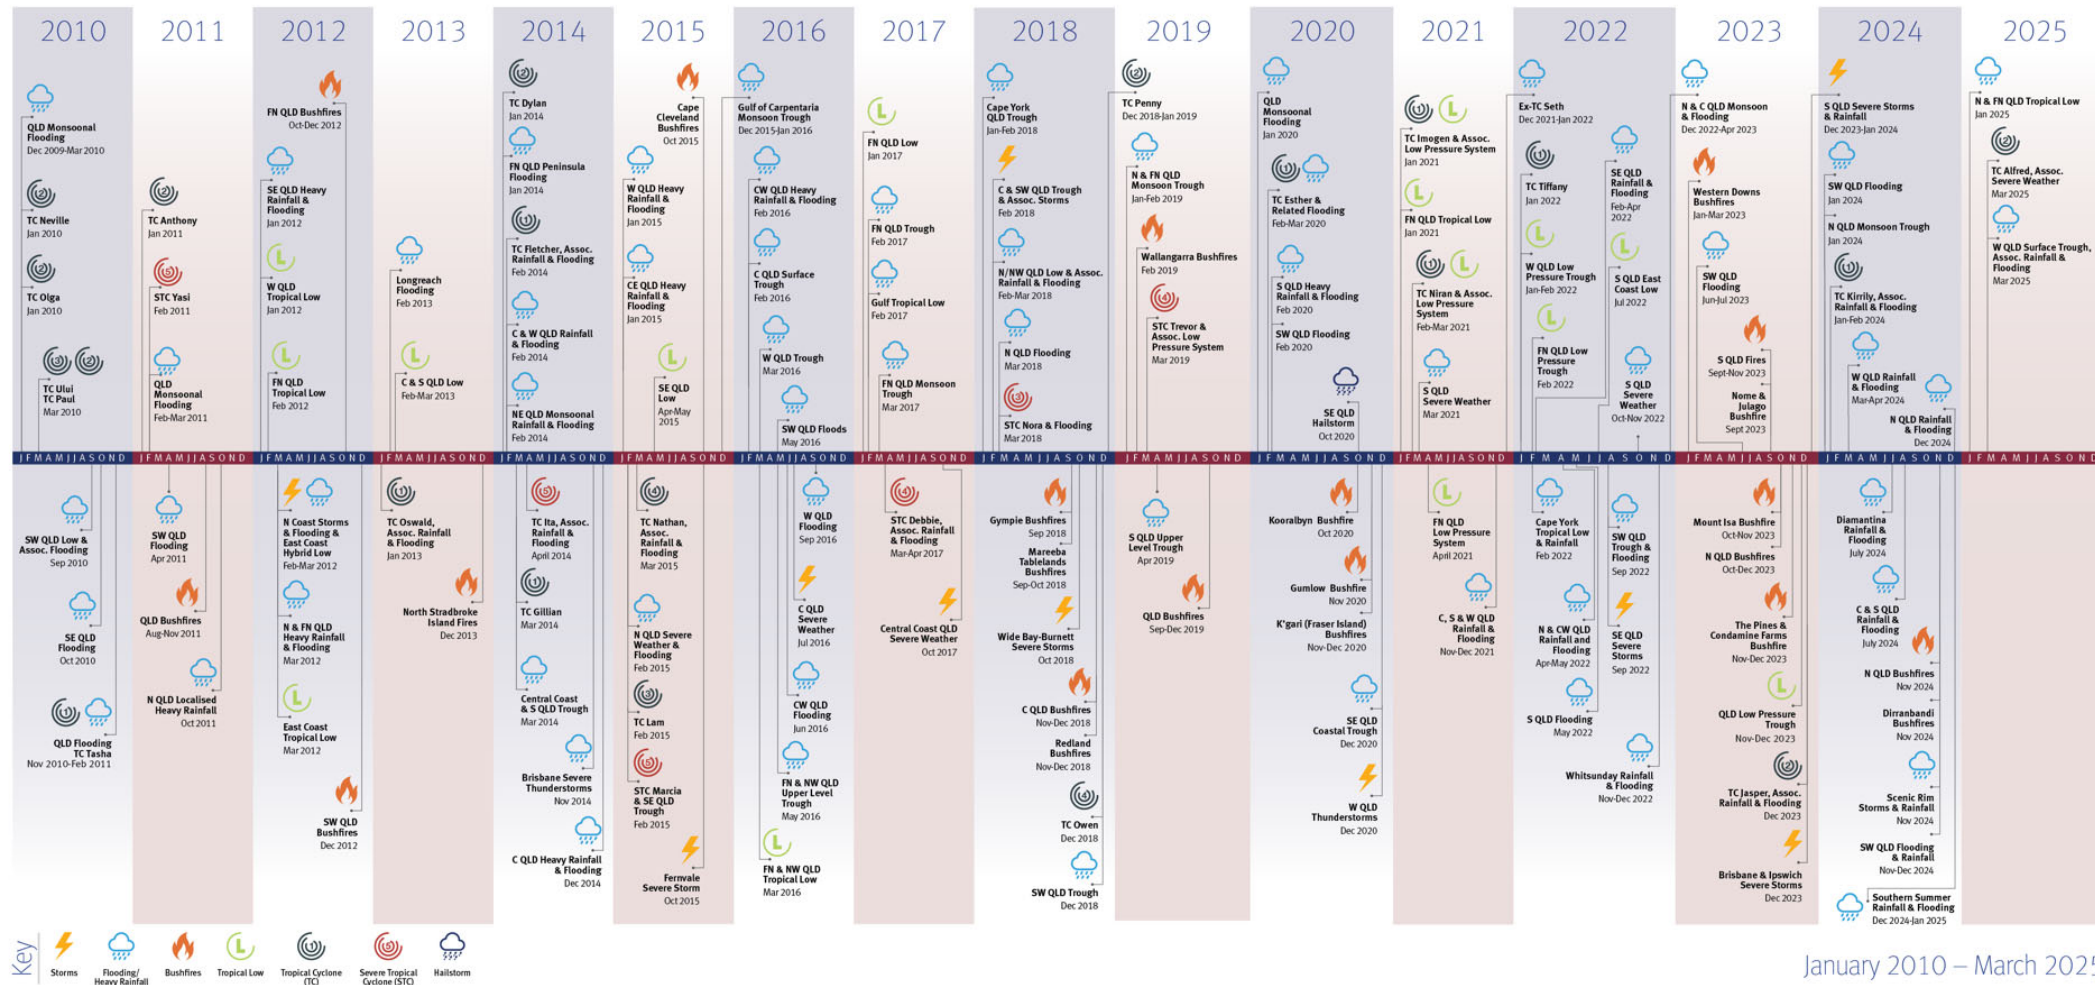 2010
2011
2012
2013
2014
2015
2016
2017
2018
2019
2020
2021
2022
2023
2024
2025
QLD Monsoonal
Flooding
Dec 2009-Mar 2010
TC Neville
Jan 2010
TC Olga
Jan 2010
TC Ului
TC Paul
Mar 2010
TC Anthony
Jan 2011
STC Yasi
Feb 2011
QLD
Monsoonal
Flooding
Feb-Mar 2011
FN QLD Bushfires
Oct-Dec 2012
SE QLD Heavy
Rainfall &
Flooding
Jan 2012
W QLD
Tropical Low
Jan 2012
FN QLD
Tropical Low
Feb 2012
Longreach
Flooding
Feb 2013
C & S QLD Low
Feb-Mar 2013
TC Dylan
Jan 2014
FN QLD Peninsula
Flooding
Jan 2014
TC Fletcher, Assoc.
Rainfall & Flooding
Feb 2014
C & W QLD Rainfall
& Flooding
Feb 2014
NE QLD Monsoonal
Rainfall & Flooding
Feb 2014
Cape
Cleveland
Bushfires
Oct 2015
W QLD Heavy
Rainfall &
Flooding
Jan 2015
CE QLD Heavy
Rainfall &
Flooding
Jan 2015
SE QLD
Low
Apr-May
2015
Gulf of Carpentaria
Monsoon Trough
Dec 2015-Jan 2016
CW QLD Heavy
Rainfall & Flooding
Feb 2016
C QLD Surface
Trough
Feb 2016
W QLD Trough
Mar 2016
SW QLD Floods
May 2016
FN QLD Low
Jan 2017
FN QLD Trough
Feb 2017
Gulf Tropical Low
Feb 2017
FN QLD Monsoon
Trough
Mar 2017
Cape York
QLD Trough
Jan-Feb 2018
C & SW QLD Trough
& Assoc. Storms
Feb 2018
N/NW QLD Low & Assoc.
Rainfall & Flooding
Feb-Mar 2018
N QLD Flooding
Mar 2018
STC Nora & Flooding
Mar 2018
TC Penny
Dec 2018-Jan 2019
N & FN QLD
Monsoon Trough
Jan-Feb 2019
Wallangarra Bushfires
Feb 2019
STC Trevor &
Assoc. Low
Pressure System
Mar 2019
QLD
Monsoonal
Flooding
Jan 2020
TC Esther &
Related Flooding
Feb-Mar 2020
S QLD Heavy
Rainfall & Flooding
Feb 2020
SW QLD Flooding
Feb 2020
SE QLD
Hailstorm
Oct 2020
TC Imogen & Assoc.
Low Pressure System
Jan 2021
FN QLD Tropical Low
Jan 2021
TC Niran & Assoc.
Low Pressure
System
Feb-Mar 2021
S QLD
Severe Weather
Mar 2021
Ex-TC Seth
Dec 2021-Jan 2022
TC Tiffany
Jan 2022
W QLD Low
Pressure Trough
Jan-Feb 2022
FN QLD Low
Pressure
Trough
Feb 2022
SE QLD
Rainfall &
Flooding
Feb-Apr
2022
S QLD East
Coast Low
Jul 2022
S QLD
Severe
Weather
Oct-Nov 2022
N & C QLD Monsoon
& Flooding
Dec 2022-Apr 2023
Western Downs
Bushfires
Jan-Mar 2023
SW QLD
Flooding
Jun-Jul 2023
S QLD Fires
Sept-Nov 2023
Nome &
Julago
Bushfire
Sept 2023
S QLD Severe Storms
& Rainfall
Dec 2023-Jan 2024
SW QLD Flooding
Jan 2024
N QLD Monsoon Trough
Jan 2024
TC Kirrily, Assoc.
Rainfall & Flooding
Jan-Feb 2024
W QLD Rainfall
& Flooding
Mar-Apr 2024
N QLD Rainfall
& Flooding
Dec 2024
N & FN QLD Tropical Low
Jan 2025
TC Alfred, Assoc.
Severe Weather
Mar 2025
W QLD Surface Trough,
Assoc. Rainfall &
Flooding
Mar 2025
J F M A M J J A S O N D J F M A M J J A S O N D J F M A M J J A S O N D J F M A M J J A S O N D J F M A M J J A S O N D J F M A M J J A S O N D J F M A M J J A S O N D J F M A M J J A S O N D J F M A M J J A S O N D J F M A M J J A S O N D J F M A M J J A S O N D J F M A M J J A S O N D J F M A M J J A S O N D J F M A M J J A S O N D J F M A M J J A S O N D J F M A M J J A S O N D
SW QLD Low &
Assoc. Flooding
Sep 2010
SE QLD
Flooding
Oct 2010
QLD Flooding
TC Tasha
Nov 2010-Feb 2011
SW QLD
Flooding
Apr 2011
QLD Bushfires
Aug-Nov 2011
N QLD Localised
Heavy Rainfall
Oct 2011
N Coast Storms
& Flooding &
East Coast
Hybrid Low
Feb-Mar 2012
N & FN QLD
Heavy Rainfall
& Flooding
Mar 2012
East Coast
Tropical Low
Mar 2012
SW QLD
Bushfires
Dec 2012
TC Oswald,
Assoc. Rainfall
& Flooding
Jan 2013
North Stradbroke
Island Fires
Dec 2013
TC Ita, Assoc.
Rainfall &
Flooding
April 2014
TC Gillian
Mar 2014
Central Coast
& S QLD Trough
Mar 2014
Brisbane Severe
Thunderstorms
Nov 2014
C QLD Heavy Rainfall
& Flooding
Dec 2014
TC Nathan,
Assoc.
Rainfall &
Flooding
Mar 2015
N QLD Severe
Weather &
Flooding
Feb 2015
TC Lam
Feb 2015
STC Marcia
& SE QLD
Trough
Feb 2015
Fernvale
Severe Storm
Oct 2015
W QLD
Flooding
Sep 2016
C QLD
Severe
Weather
Jul 2016
CW QLD
Flooding
Jun 2016
FN & NW QLD
Upper Level
Trough
May 2016
FN & NW QLD
Tropical Low
Mar 2016
STC Debbie,
Assoc. Rainfall
& Flooding
Mar-Apr 2017
Central Coast QLD
Severe Weather
Oct 2017
Gympie Bushfires
Sep 2018
Mareeba
Tablelands
Bushfires
Sep-Oct 2018
Wide Bay-Burnett
Severe Storms
Oct 2018
C QLD Bushfires
Nov-Dec 2018
Redland
Bushfires
Nov-Dec 2018
TC Owen
Dec 2018
SW QLD Trough
Dec 2018
S QLD Upper
Level Trough
Apr 2019
QLD Bushfires
Sep-Dec 2019
Kooralbyn Bushfire
Oct 2020
Gumlow Bushfire
Nov 2020
K'gari (Fraser Island)
Bushfires
Nov-Dec 2020
SE QLD
Coastal Trough
Dec 2020
W QLD
Thunderstorms
Dec 2020
FN QLD
Low Pressure
System
April 2021
C, S & W QLD
Rainfall &
Flooding
Nov-Dec 2021
Cape York
Tropical Low
& Rainfall
Feb 2022
N & CW QLD
Rainfall and
Flooding
Apr-May 2022
S QLD Flooding
May 2022
SW QLD
Trough &
Flooding
Sep 2022
SE QLD
Severe
Storms
Sep 2022
Whitsunday Rainfall
& Flooding
Nov-Dec 2022
Mount Isa Bushfire
Oct-Nov 2023
N QLD Bushfires
Oct-Dec 2023
The Pines &
Condamine Farms
Bushfire
Nov-Dec 2023
QLD Low Pressure
Trough
Nov-Dec 2023
TC Jasper, Assoc.
Rainfall & Flooding
Dec 2023
Brisbane & Ipswich
Severe Storms
Dec 2023
Diamantina
Rainfall &
Flooding
July 2024
C & S QLD
Rainfall &
Flooding
July 2024
N QLD Bushfires
Nov 2024
Dirranbandi
Bushfires
Nov 2024
Scenic Rim
Storms & Rainfall
Nov 2024
SW QLD Flooding
& Rainfall
Nov-Dec 2024
Southern Summer
Rainfall & Flooding
Dec 2024-Jan 2025
Key
Storms
Flooding/
Heavy Rainfall
Bushfires
Tropical Low
Tropical Cyclone
(TC)
Severe Tropical
Cyclone (STC)
Hailstorm
January 2010 – March 2025